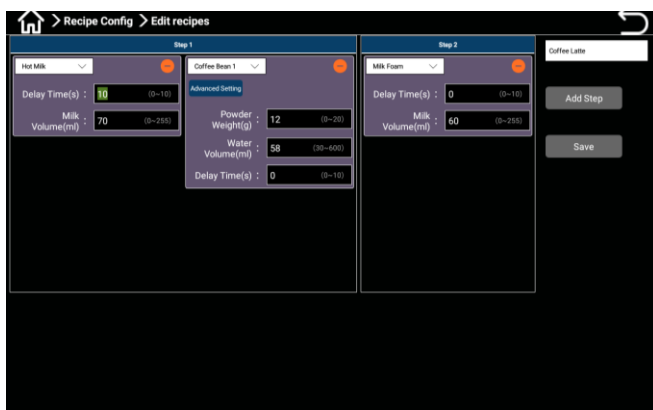 Recipe Config
Edit recipes
Step 1
Hot Milk
Delay Time(s) : 10 (0~10)
Milk
Volume(ml) : 70 (0~255)
Coffee Bean 1
Advanced Setting
Powder
Weight(g) : 12 (0~20)
Water
Volume(ml) : 58 (30~600)
Delay Time(s) : 0 (0~10)
Step 2
Milk Foam
Delay Time(s) : 0 (0~10)
Milk
Volume(ml) : 60 (0~255)
Coffee Latte
Add Step
Save